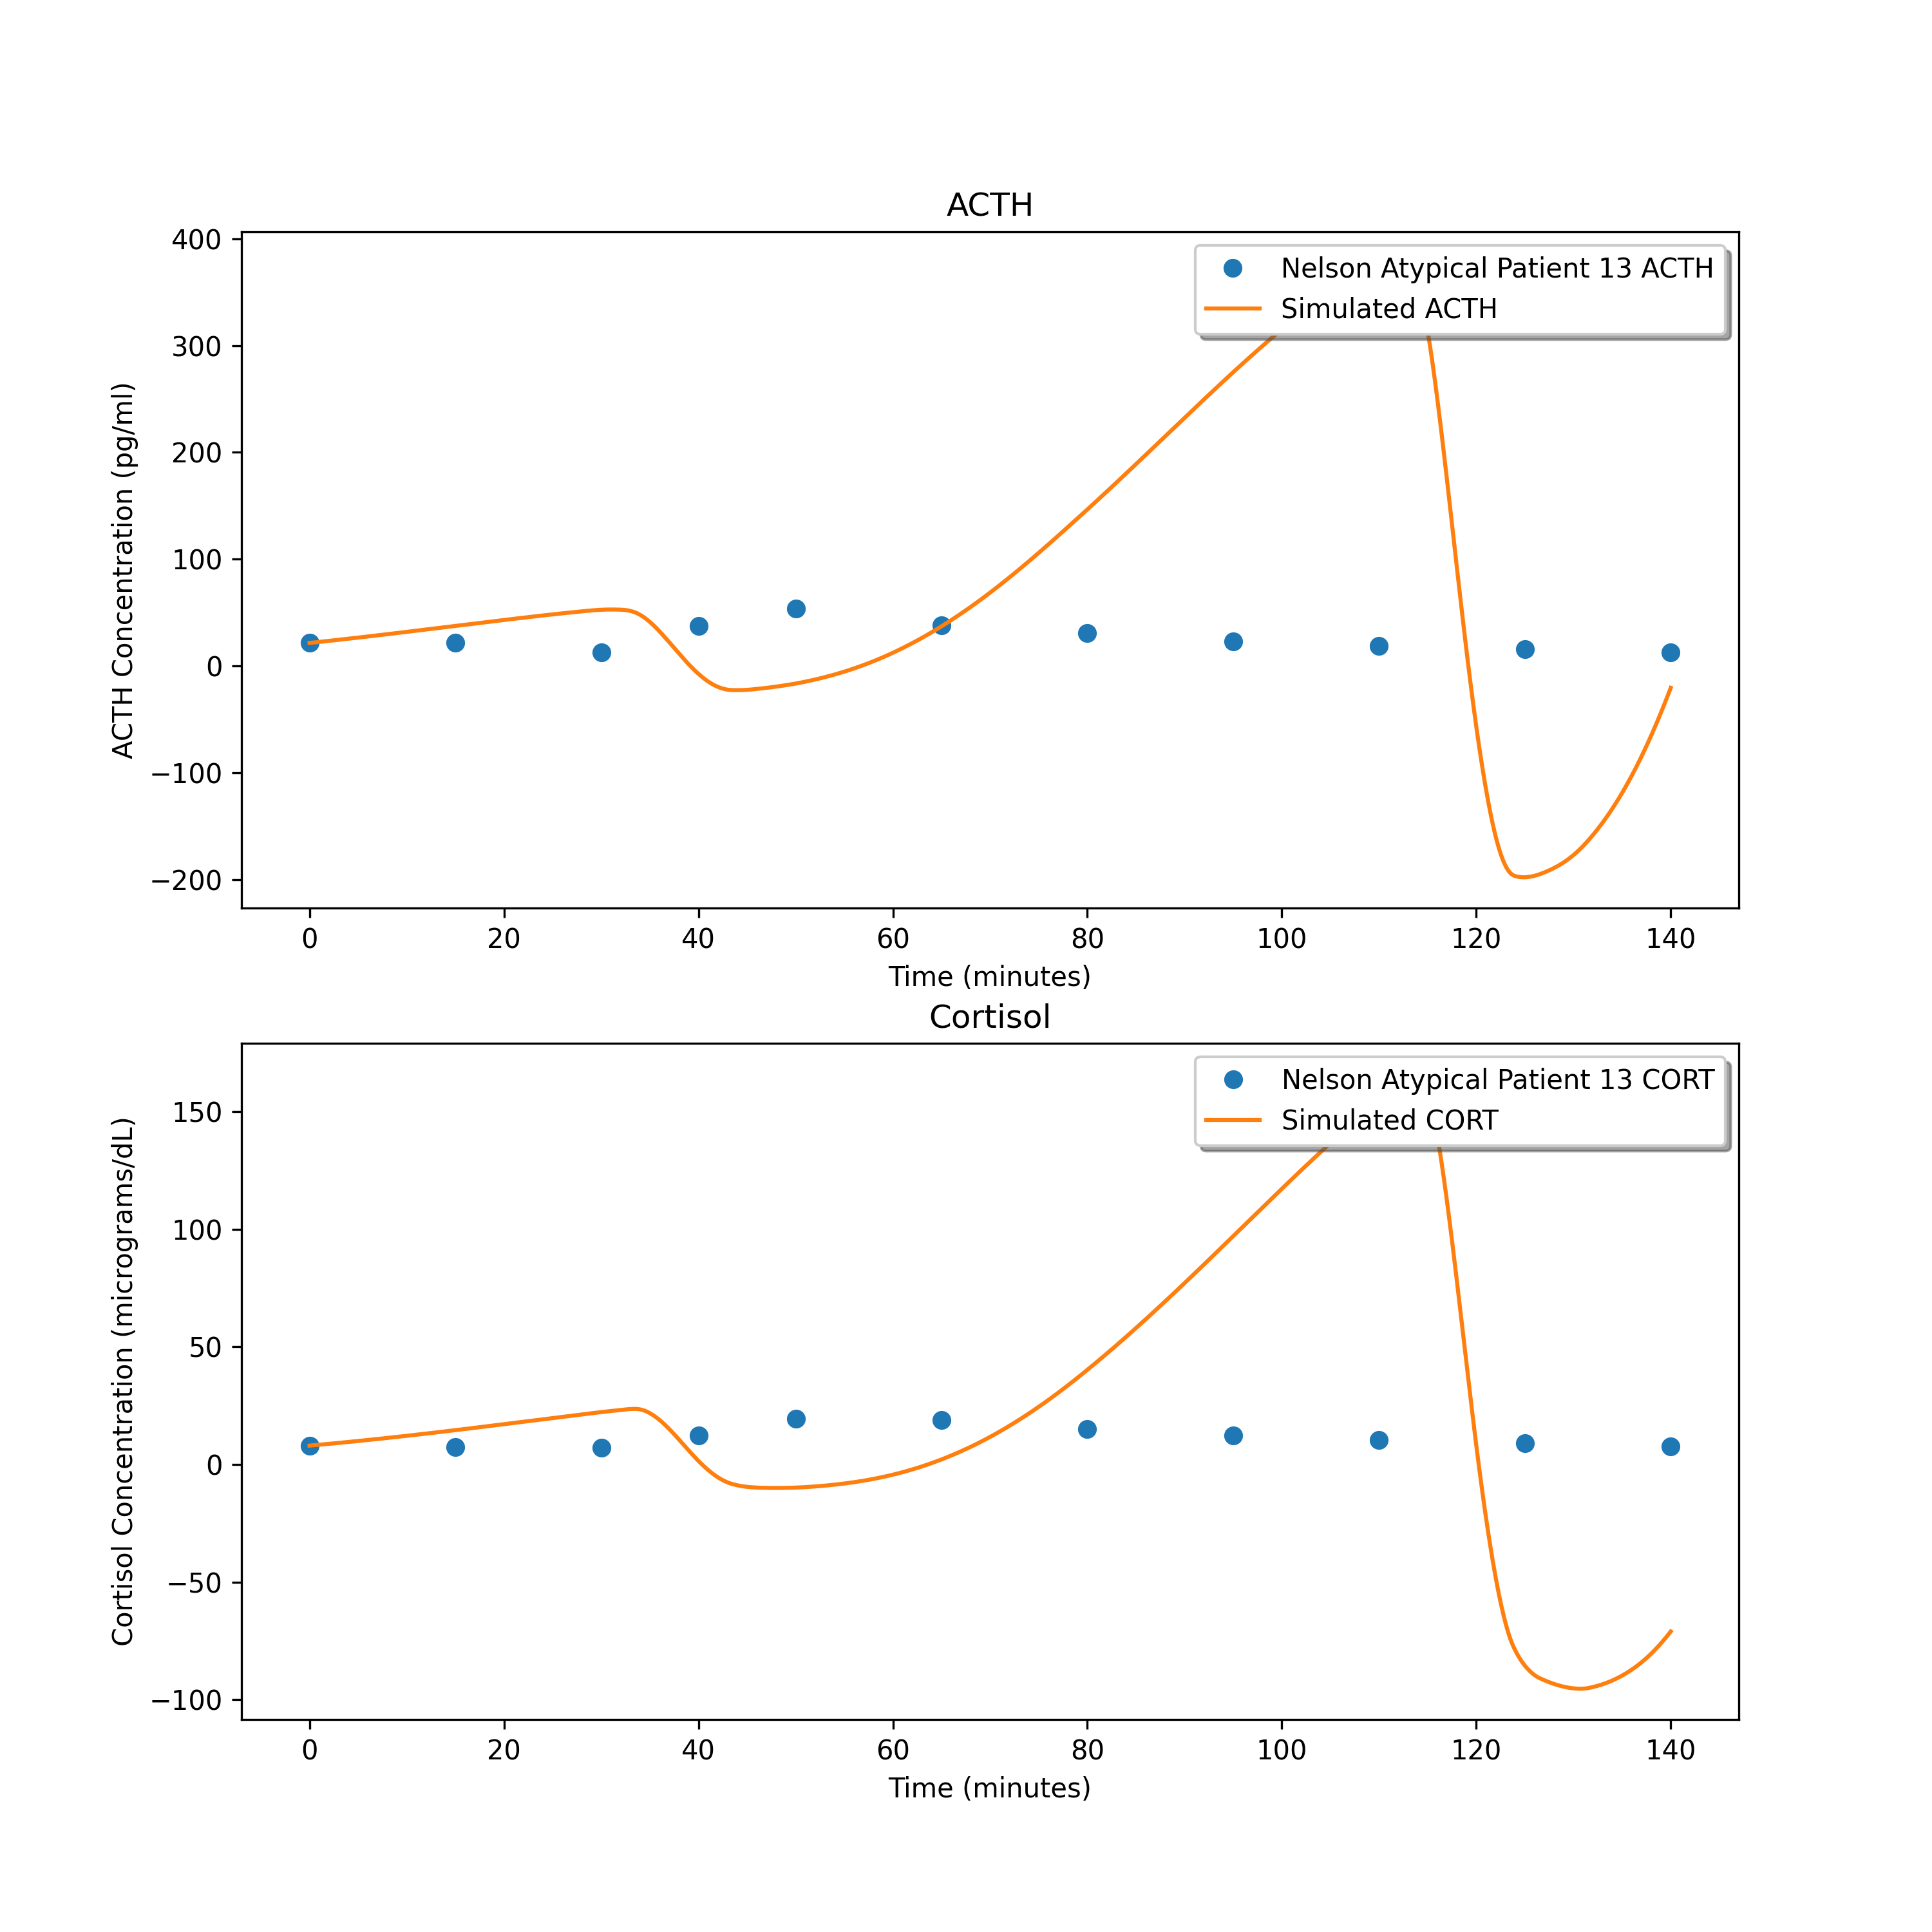 ACTH
400
300
200
100
0
−100
−200
ACTH Concentration (pg/ml)
Nelson Atypical Patient 13 ACTH
Simulated ACTH
0 20 40 60 80 100 120 140
Time (minutes)
Cortisol
150
100
50
0
−50
−100
Cortisol Concentration (micrograms/dL)
Nelson Atypical Patient 13 CORT
Simulated CORT
0 20 40 60 80 100 120 140
Time (minutes)